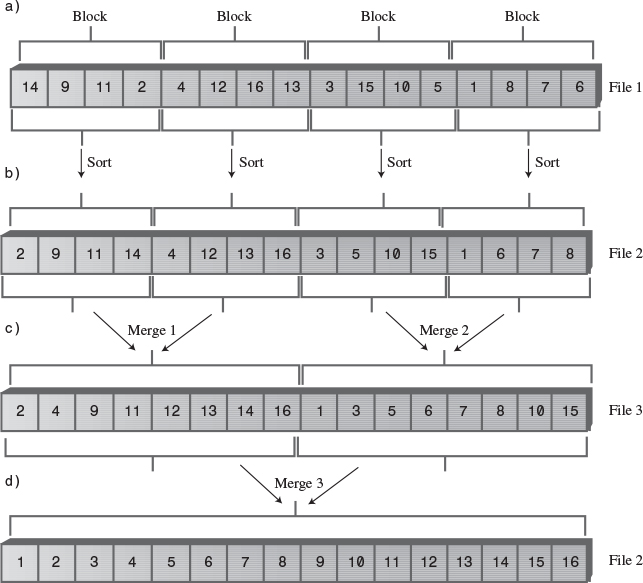 a)
Block Block Block Block
14 9 11 2 4 12 16 13 3 15 10 5 1 8 7 6 File 1
Sort Sort Sort Sort
b)
2 9 11 14 4 12 13 16 3 5 10 15 1 6 7 8 File 2
c) Merge 1 Merge 2
2 4 9 11 12 13 14 16 1 3 5 6 7 8 10 15 File 3
d) Merge 3
1 2 3 4 5 6 7 8 9 10 11 12 13 14 15 16 File 2